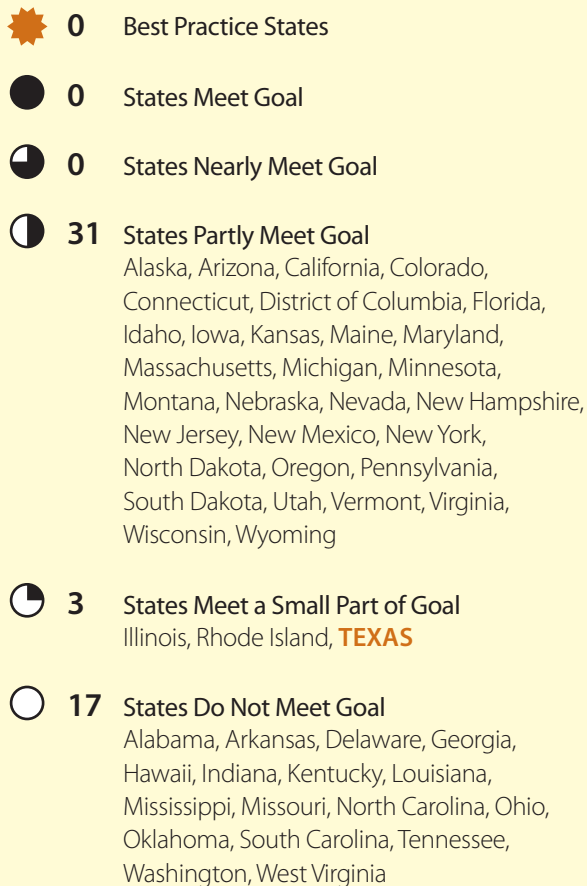 0 Best Practice States
0 States Meet Goal
0 States Nearly Meet Goal
31 States Partly Meet Goal
Alaska, Arizona, California, Colorado,
Connecticut, District of Columbia, Florida,
Idaho, Iowa, Kansas, Maine, Maryland,
Massachusetts, Michigan, Minnesota,
Montana, Nebraska, Nevada, New Hampshire,
New Jersey, New Mexico, New York,
North Dakota, Oregon, Pennsylvania,
South Dakota, Utah, Vermont, Virginia,
Wisconsin, Wyoming
3 States Meet a Small Part of Goal
Illinois, Rhode Island, TEXAS
17 States Do Not Meet Goal
Alabama, Arkansas, Delaware, Georgia,
Hawaii, Indiana, Kentucky, Louisiana,
Mississippi, Missouri, North Carolina, Ohio,
Oklahoma, South Carolina, Tennessee,
Washington, West Virginia